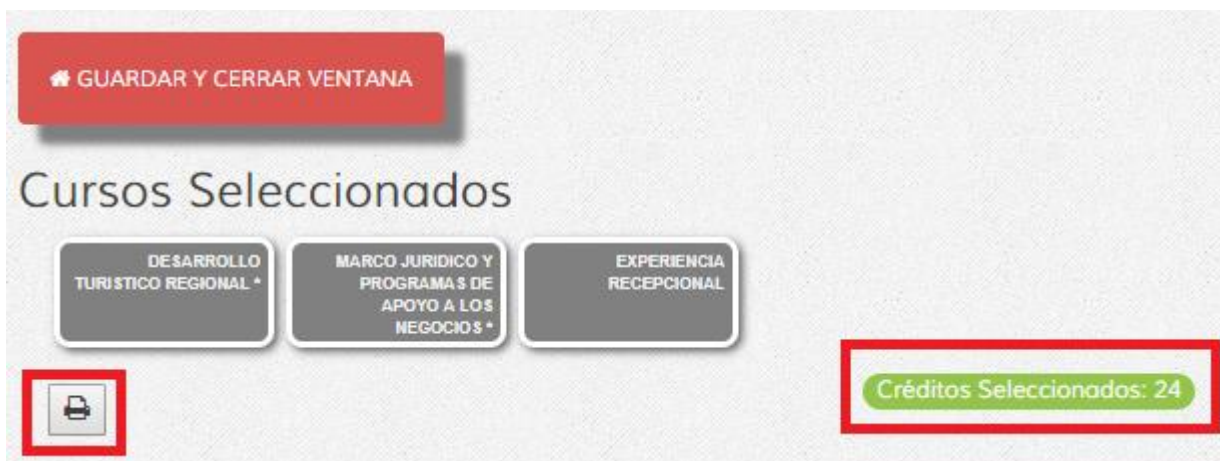 GUARDAR Y CERRAR VENTANA
Cursos Seleccionados
DESARROLLO
TURISTICO REGIONAL *
MARCO JURIDICO Y
PROGRAMAS DE
APOYO A LOS
NEGOCIOS *
EXPERIENCIA
RECEPCIONAL
Créditos Seleccionados: 24